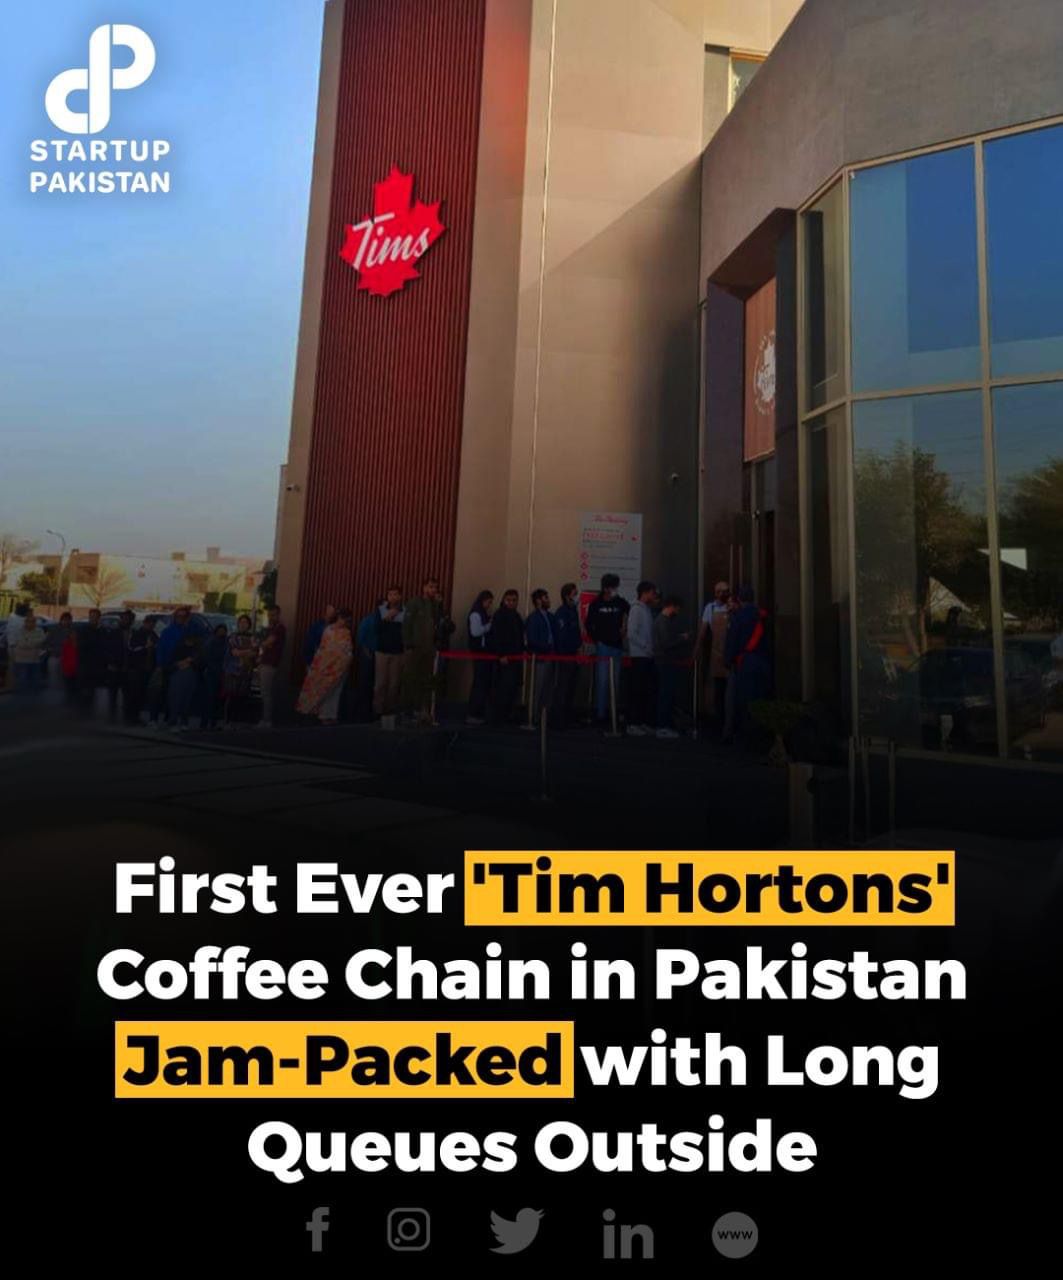 STARTUP
PAKISTAN
Tims
First Ever 'Tim Hortons'
Coffee Chain in Pakistan
Jam-Packed with Long
Queues Outside
www